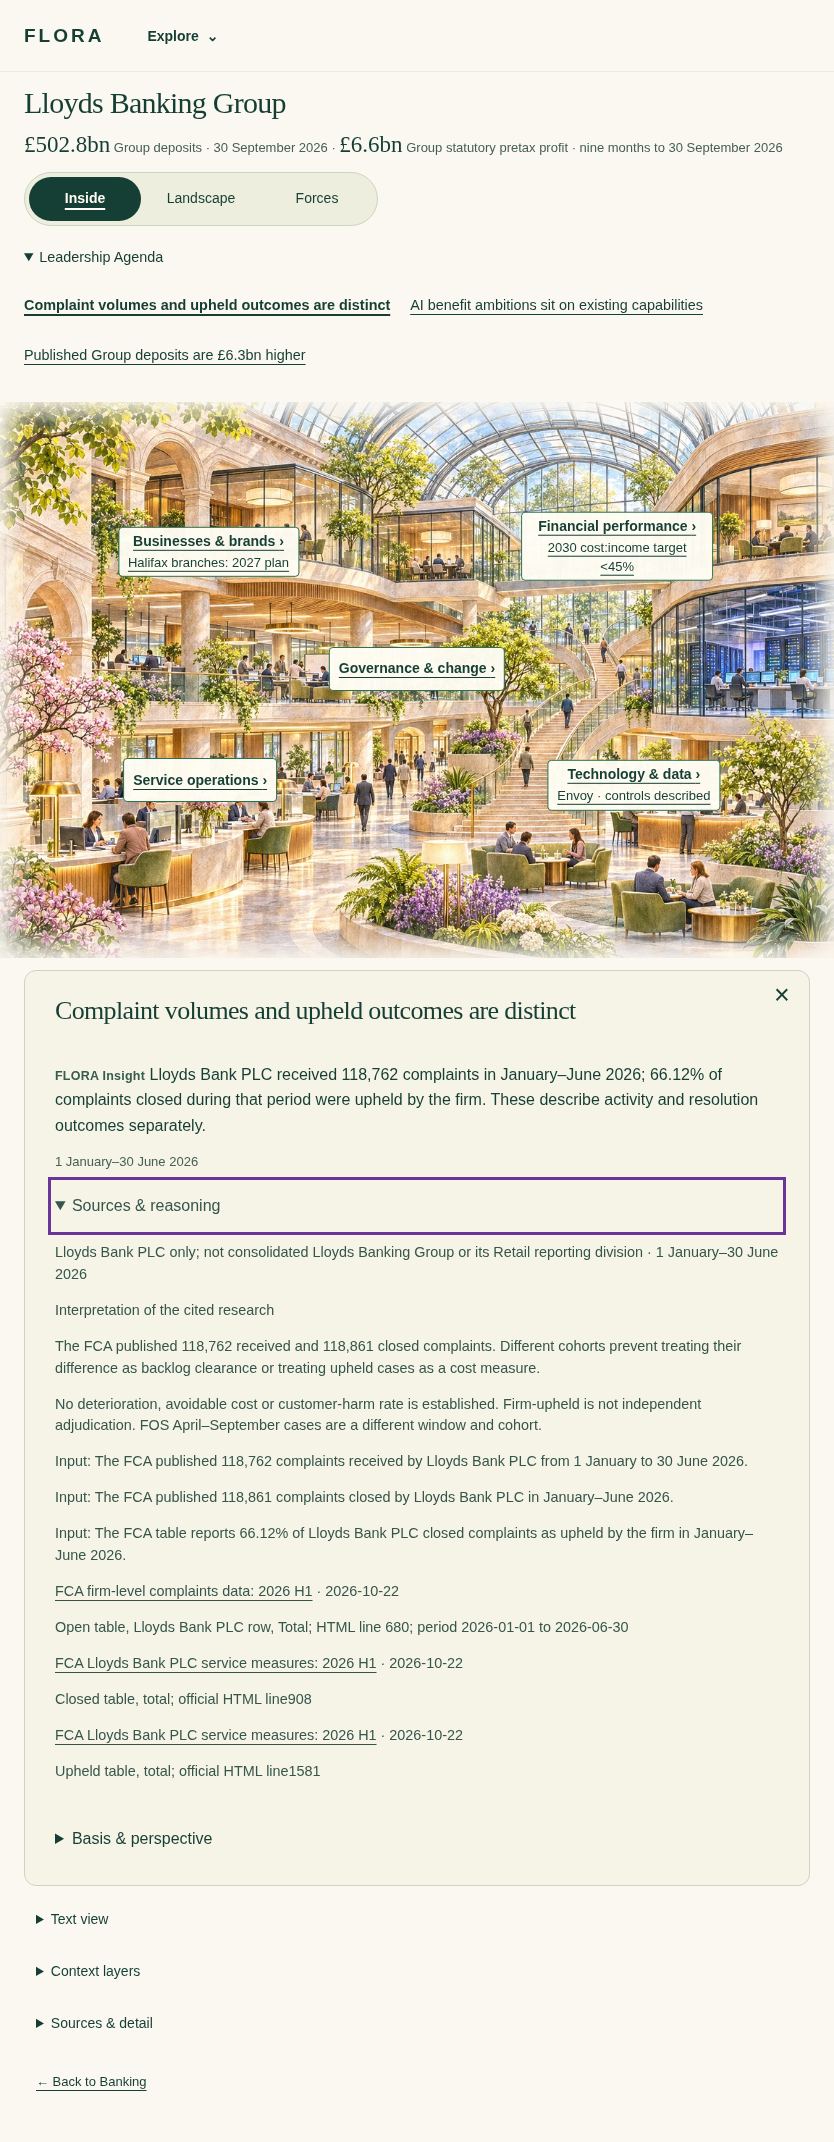 FLORA
Explore ⌄
Lloyds Banking Group
£502.8bn Group deposits · 30 September 2026 · £6.6bn Group statutory pretax profit · nine months to 30 September 2026
Inside
Landscape
Forces
▼ Leadership Agenda
Complaint volumes and upheld outcomes are distinct
AI benefit ambitions sit on existing capabilities
Published Group deposits are £6.3bn higher
Businesses & brands ›
Halifax branches: 2027 plan
Financial performance ›
2030 cost:income target
<45%
Governance & change ›
Service operations ›
Technology & data ›
Envoy · controls described
✕
Complaint volumes and upheld outcomes are distinct
FLORA Insight Lloyds Bank PLC received 118,762 complaints in January–June 2026; 66.12% of
complaints closed during that period were upheld by the firm. These describe activity and resolution
outcomes separately.
1 January–30 June 2026
▼ Sources & reasoning
Lloyds Bank PLC only; not consolidated Lloyds Banking Group or its Retail reporting division · 1 January–30 June
2026
Interpretation of the cited research
The FCA published 118,762 received and 118,861 closed complaints. Different cohorts prevent treating their
difference as backlog clearance or treating upheld cases as a cost measure.
No deterioration, avoidable cost or customer-harm rate is established. Firm-upheld is not independent
adjudication. FOS April–September cases are a different window and cohort.
Input: The FCA published 118,762 complaints received by Lloyds Bank PLC from 1 January to 30 June 2026.
Input: The FCA published 118,861 complaints closed by Lloyds Bank PLC in January–June 2026.
Input: The FCA table reports 66.12% of Lloyds Bank PLC closed complaints as upheld by the firm in January–
June 2026.
FCA firm-level complaints data: 2026 H1 · 2026-10-22
Open table, Lloyds Bank PLC row, Total; HTML line 680; period 2026-01-01 to 2026-06-30
FCA Lloyds Bank PLC service measures: 2026 H1 · 2026-10-22
Closed table, total; official HTML line908
FCA Lloyds Bank PLC service measures: 2026 H1 · 2026-10-22
Upheld table, total; official HTML line1581
▶ Basis & perspective
▶ Text view
▶ Context layers
▶ Sources & detail
← Back to Banking